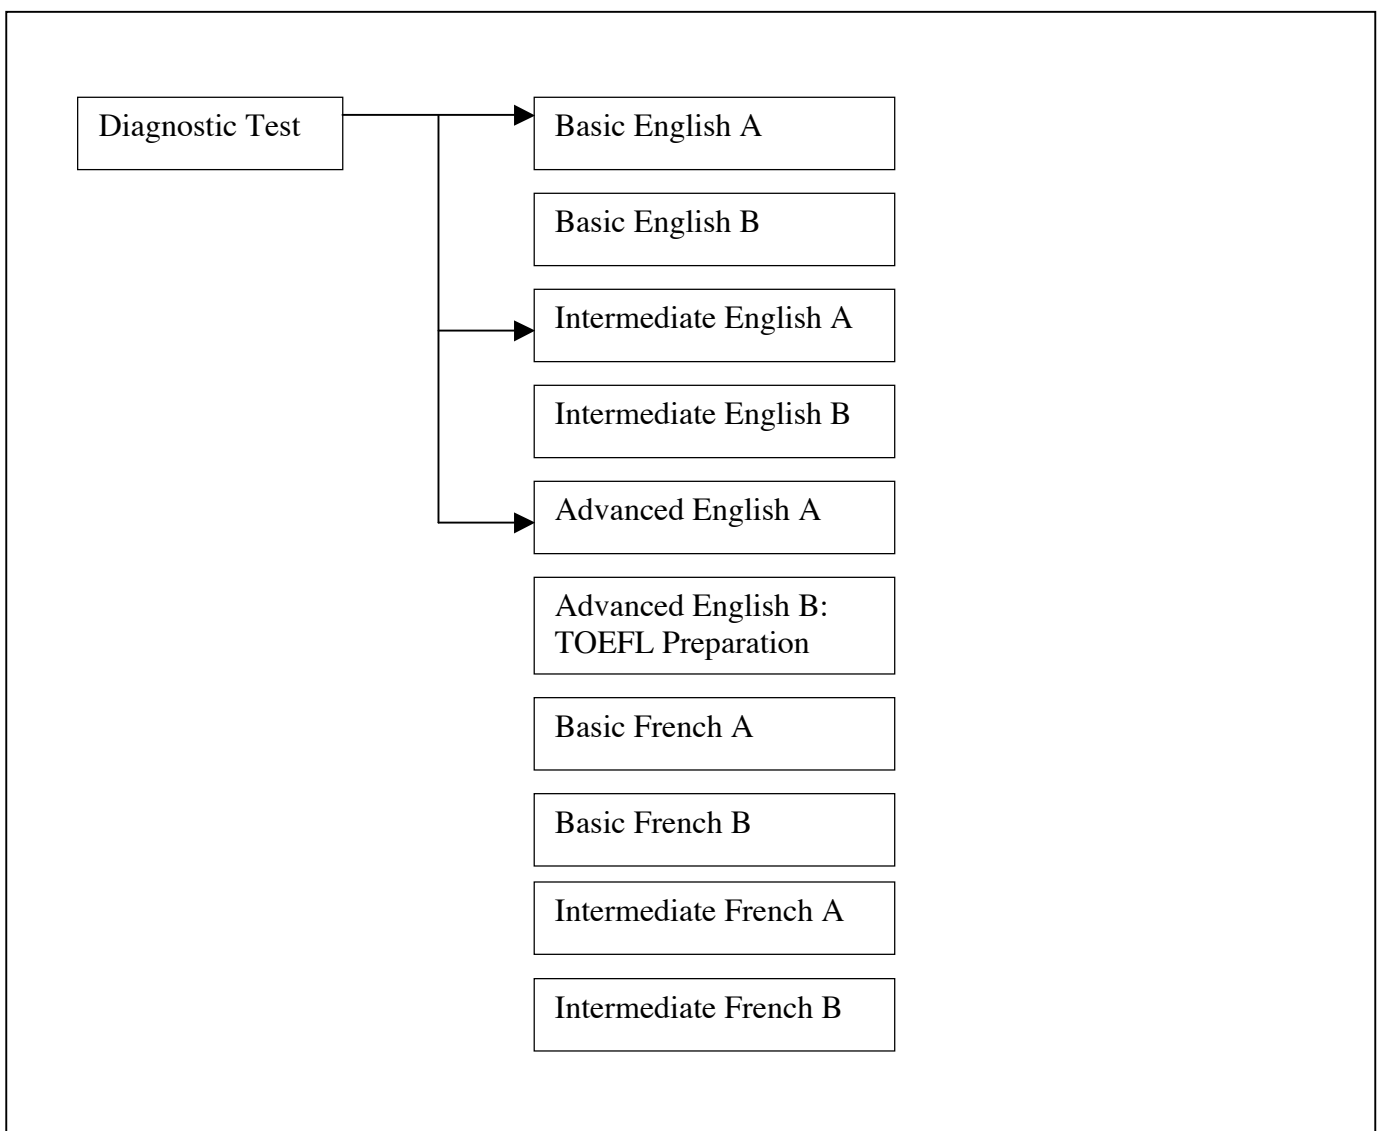 Diagnostic Test
Basic English A
Basic English B
Intermediate English A
Intermediate English B
Advanced English A
Advanced English B:
TOEFL Preparation
Basic French A
Basic French B
Intermediate French A
Intermediate French B